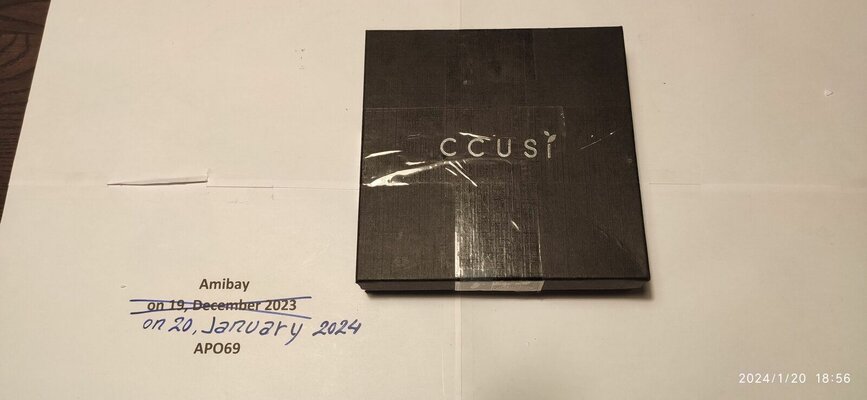 CCUSi
Amibay
on 19, December 2023
on 20, January 2024
APO69
2024/1/20 18:56